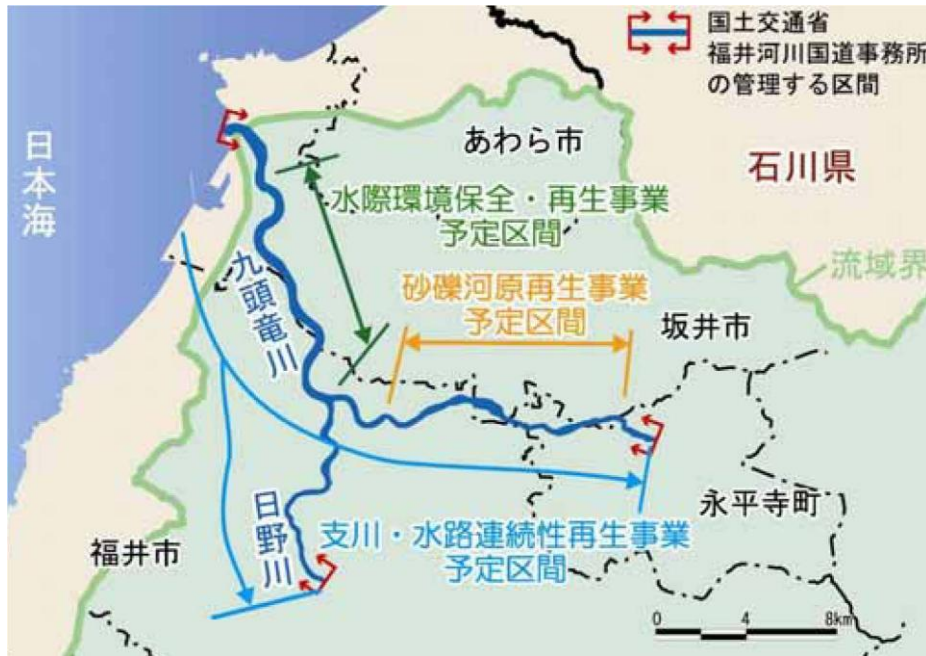 国土交通省
福井河川国道事務所
の管理する区間
日本海
あわら市
石川県
水際環境保全・再生事業
予定区間
流域界
九頭竜川
砂礫河原再生事業
予定区間
坂井市
日野川
永平寺町
福井市
支川・水路連続性再生事業
予定区間
0 4 8km